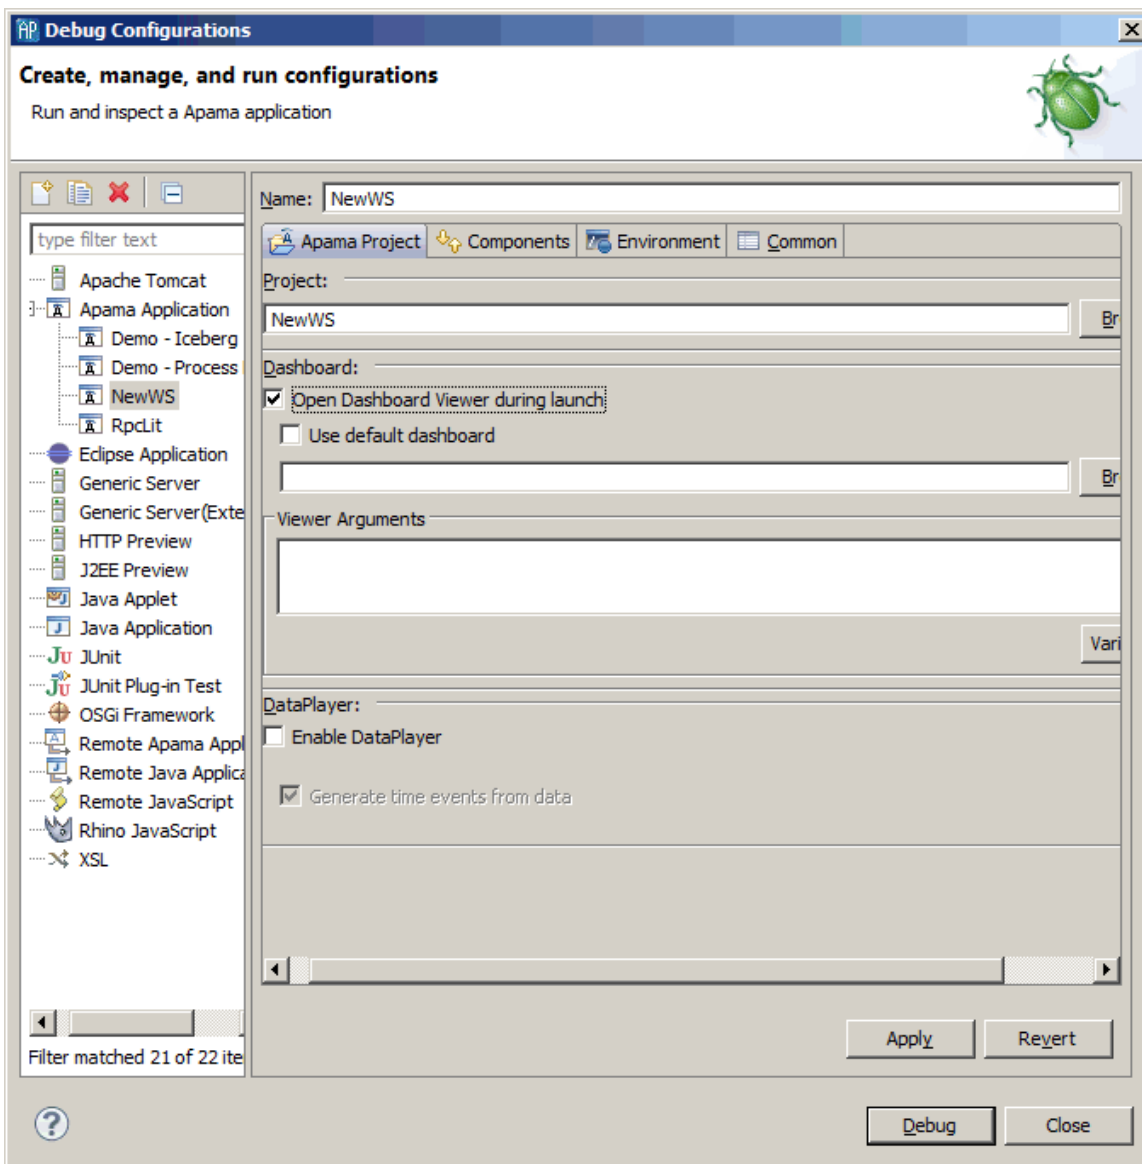 Debug Configurations
Create, manage, and run configurations
Run and inspect a Apama application
type filter text
Apache Tomcat
Apama Application
Demo - Iceberg
Demo - Process
NewWS
RpcLit
Eclipse Application
Generic Server
Generic Server(Exte
HTTP Preview
J2EE Preview
Java Applet
Java Application
JUnit
JUnit Plug-in Test
OSGi Framework
Remote Apama Appl
Remote Java Applica
Remote JavaScript
Rhino JavaScript
XSL
Filter matched 21 of 22 ite
Name: NewWS
Apama Project Components Environment Common
Project:
NewWS Br
Dashboard:
Open Dashboard Viewer during launch
Use default dashboard
Br
Viewer Arguments
Vari
DataPlayer:
Enable DataPlayer
Generate time events from data
Apply Revert
Debug Close